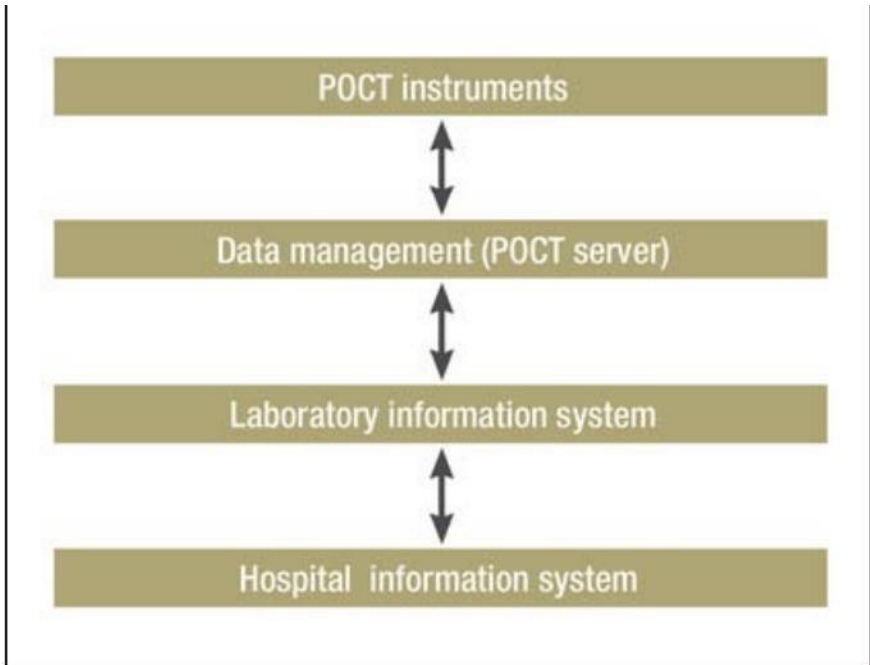 POCT instruments
Data management (POCT server)
Laboratory information system
Hospital information system